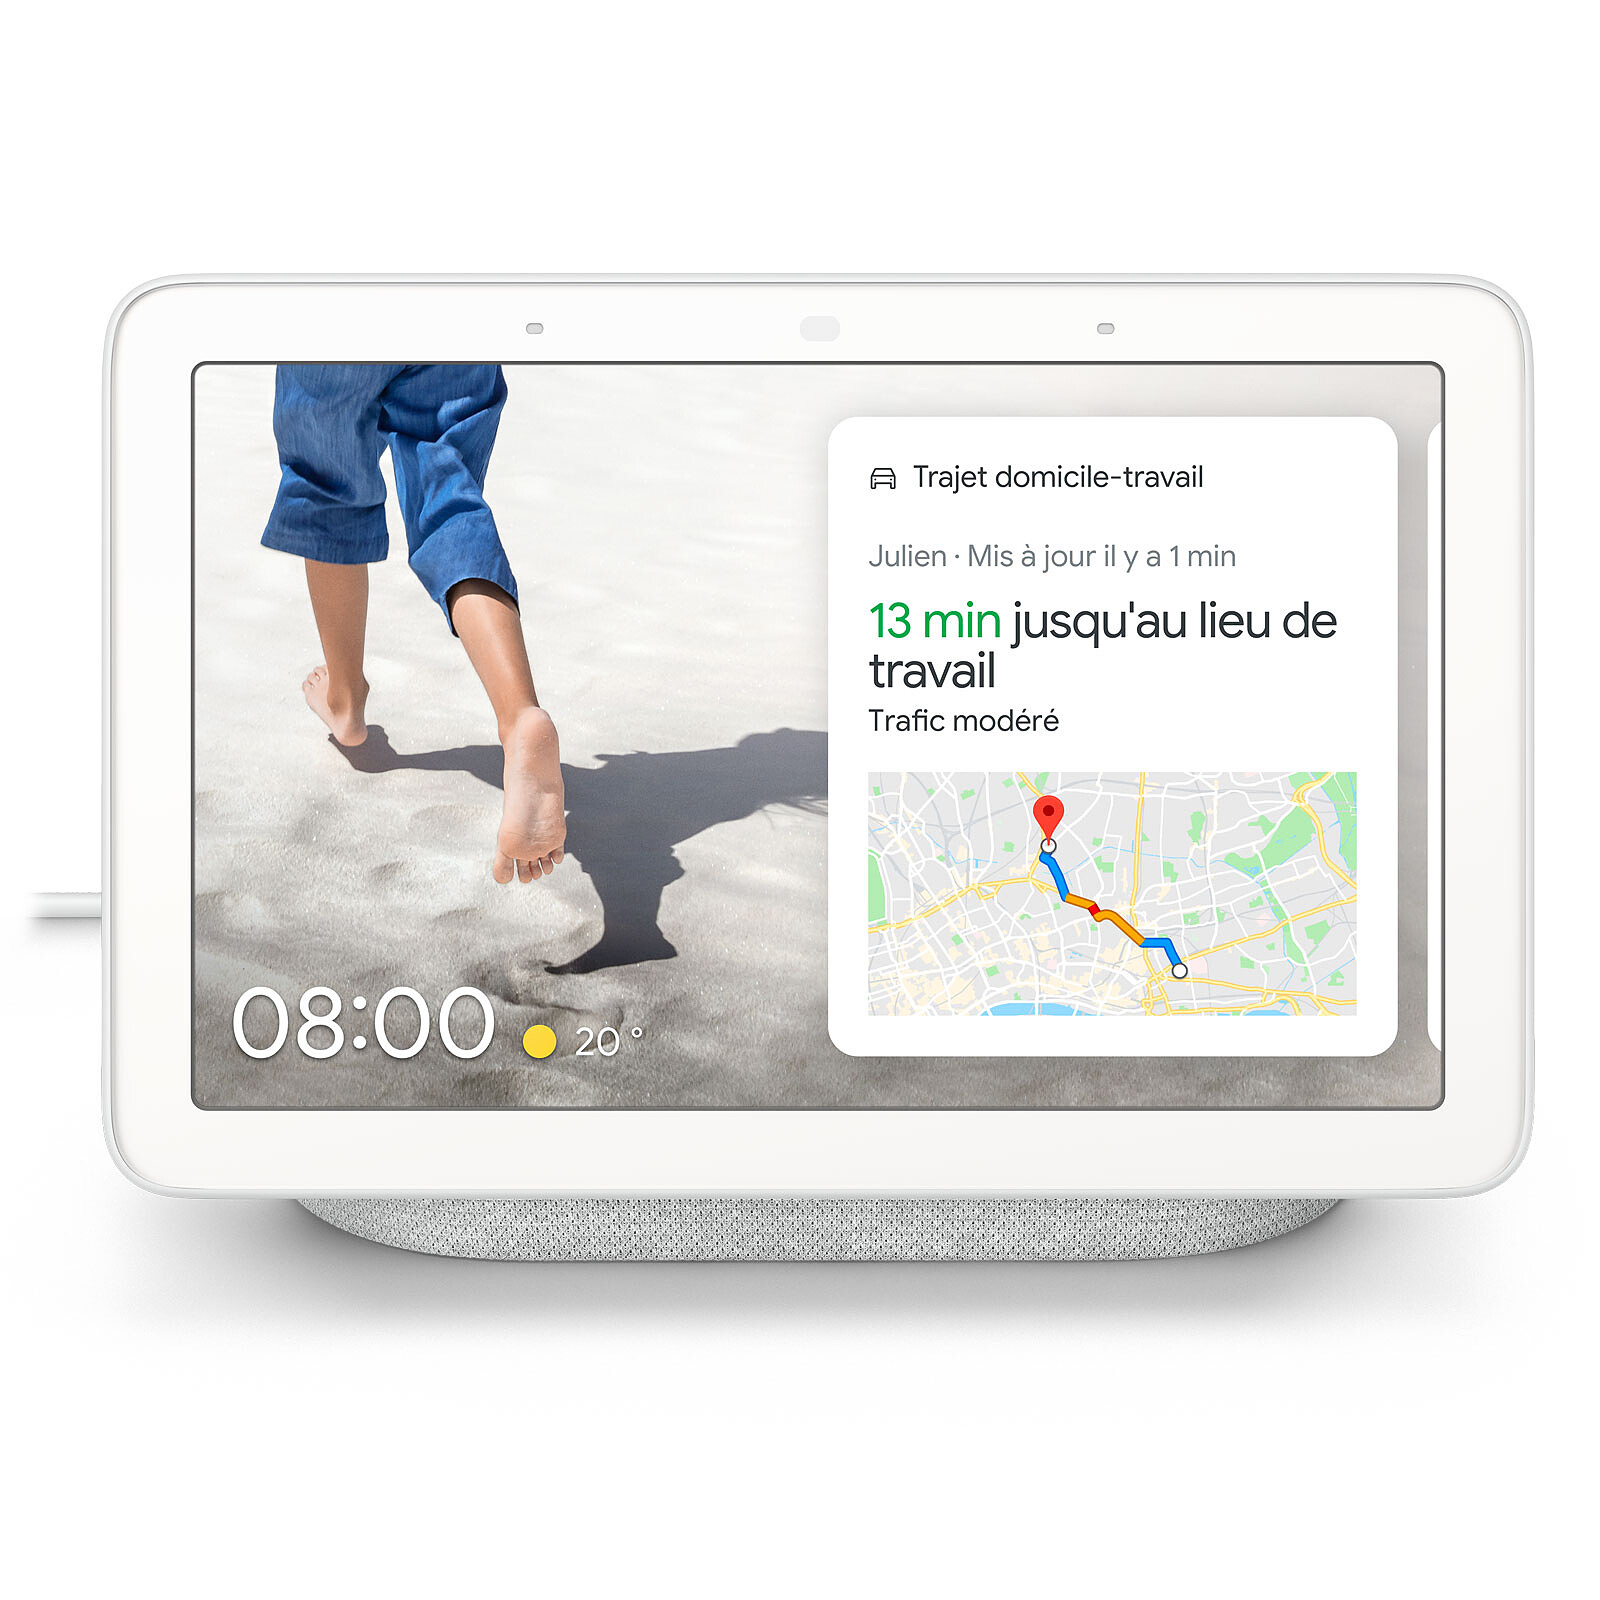 Trajet domicile-travail
Julien · Mis à jour il y a 1 min
13 min jusqu'au lieu de
travail
Trafic modéré
08:00 20 °